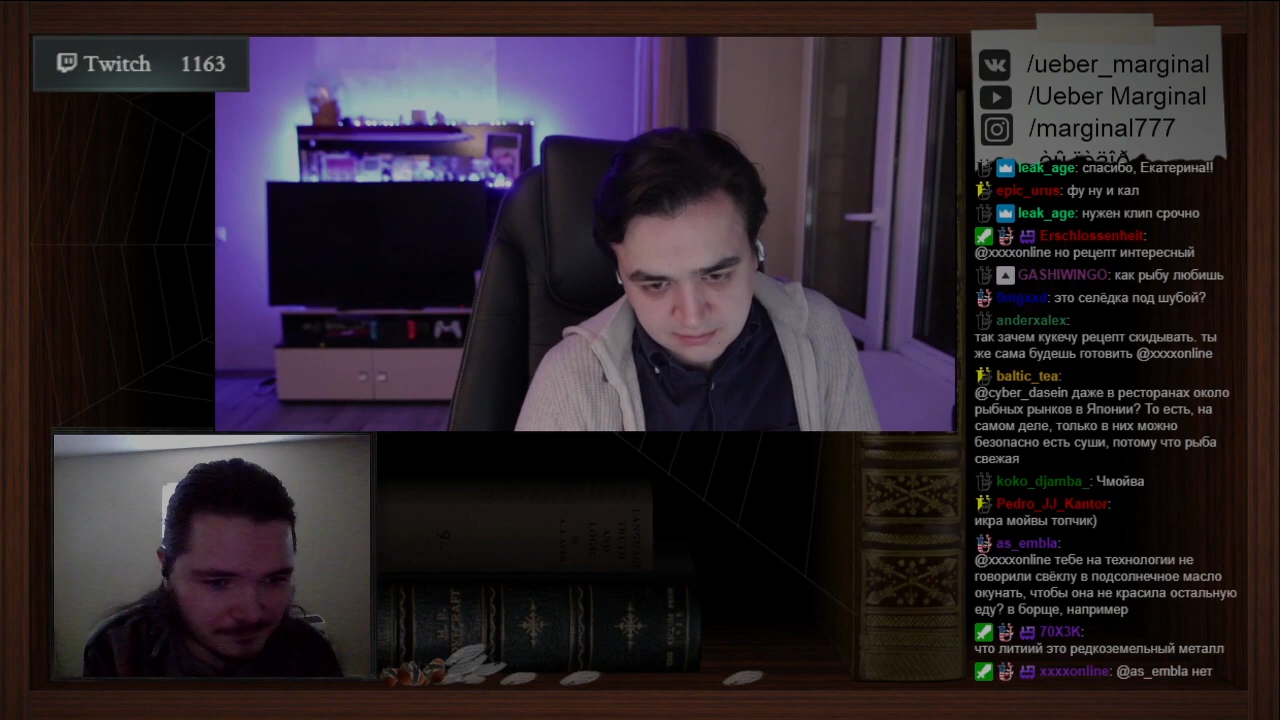 Twitch 1163
/ueber_marginal
/Ueber Marginal
/marginal777
leak_age: спасибо, Екатерина!!
epic_urus: фу ну и кал
leak_age: нужен клип срочно
Erschlossenheit:
@xxxxonline но рецепт интересный
GASHIWINGO: как рыбу любишь
это селёдка под шубой?
anderxalex:
так зачем кукечу рецепт скидывать. ты
же сама будешь готовить @xxxxonline
baltic_tea:
@cyber_dasein даже в ресторанах около
рыбных рынков в Японии? То есть, на
самом деле, только в них можно
безопасно есть суши, потому что рыба
свежая
koko_djamba_: Чмойва
Pedro_JJ_Kantor:
икра мойвы топчик)
as_embla:
@xxxxonline тебе на технологии не
говорили свёклу в подсолнечное масло
окунать, чтобы она не красила остальную
еду? в борще, например
70X3K:
что литиий это редкоземельный металл
xxxxonline: @as_embla нет